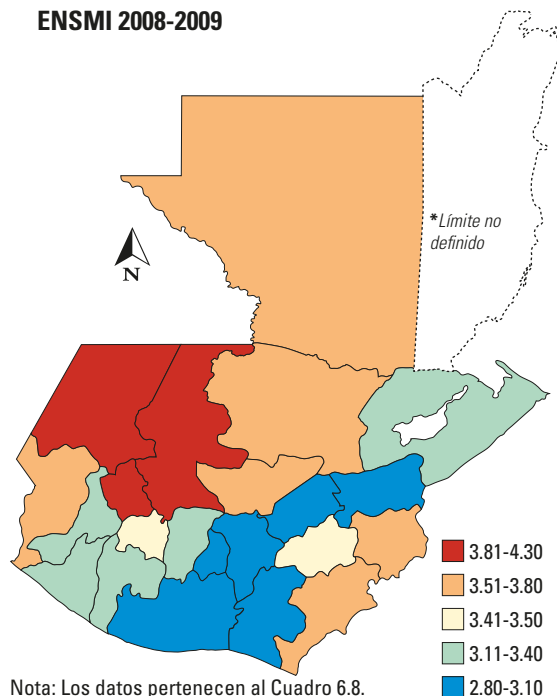 ENSMI 2008-2009
*Límite no
definido
N
3.81-4.30
3.51-3.80
3.41-3.50
3.11-3.40
2.80-3.10
Nota: Los datos pertenecen al Cuadro 6.8.